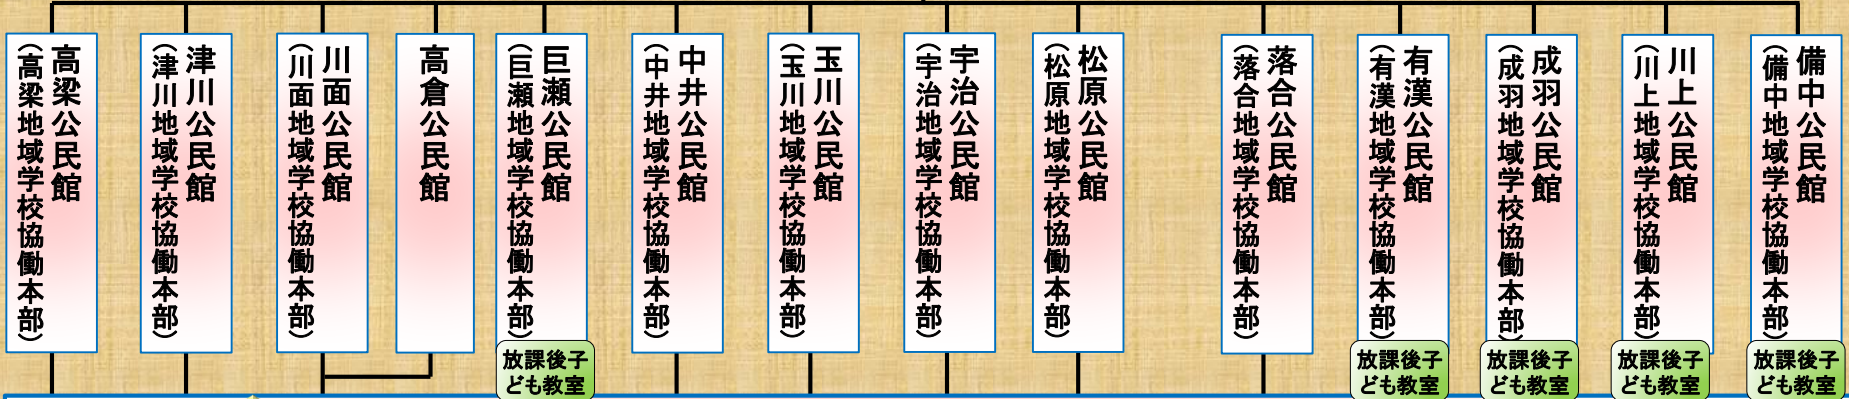 高梁公民館
（高梁地域学校協働本部）
津川公民館
（津川地域学校協働本部）
川面公民館
（川面地域学校協働本部）
高倉公民館
巨瀬公民館
（巨瀬地域学校協働本部）
放課後子
ども教室
中井公民館
（中井地域学校協働本部）
玉川公民館
（玉川地域学校協働本部）
宇治公民館
（宇治地域学校協働本部）
松原公民館
（松原地域学校協働本部）
落合公民館
（落合地域学校協働本部）
有漢公民館
（有漢地域学校協働本部）
放課後子
ども教室
成羽公民館
（成羽地域学校協働本部）
放課後子
ども教室
川上公民館
（川上地域学校協働本部）
放課後子
ども教室
備中公民館
（備中地域学校協働本部）
放課後子
ども教室